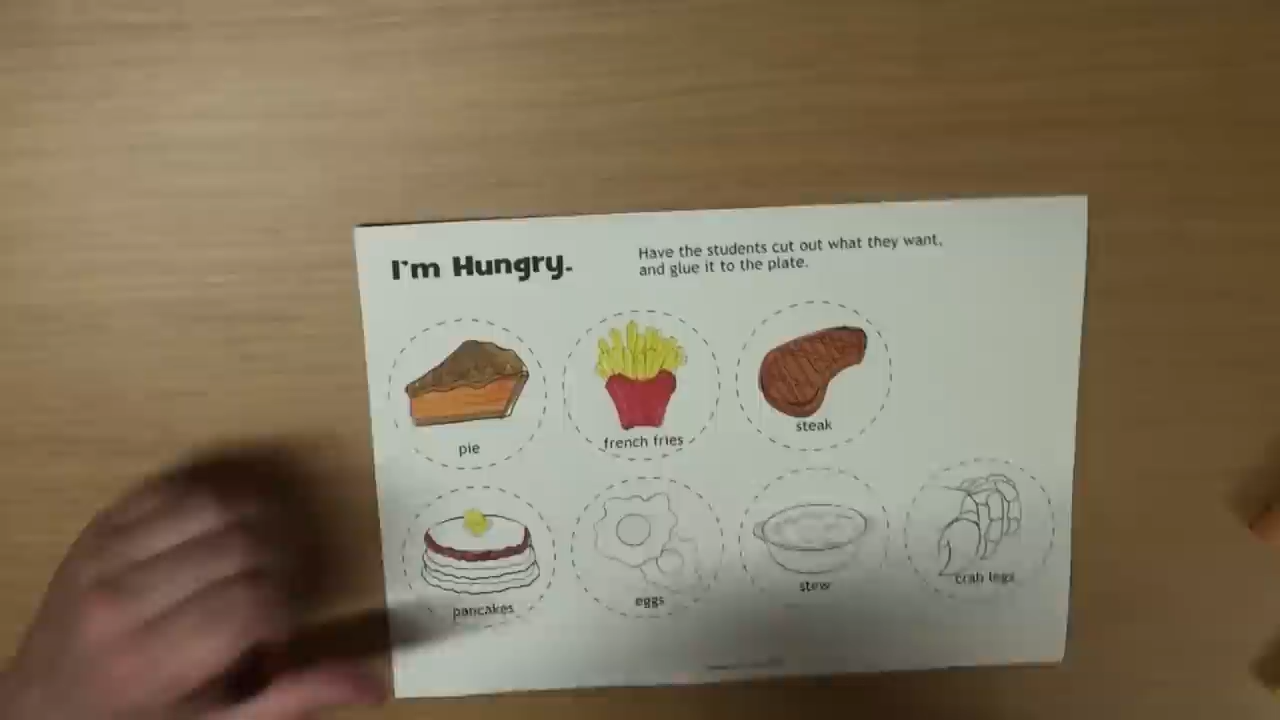 I'm Hungry.
Have the students cut out what they want,
and glue it to the plate.
pie
french fries
steak
pancakes
eggs
stew
crab legs